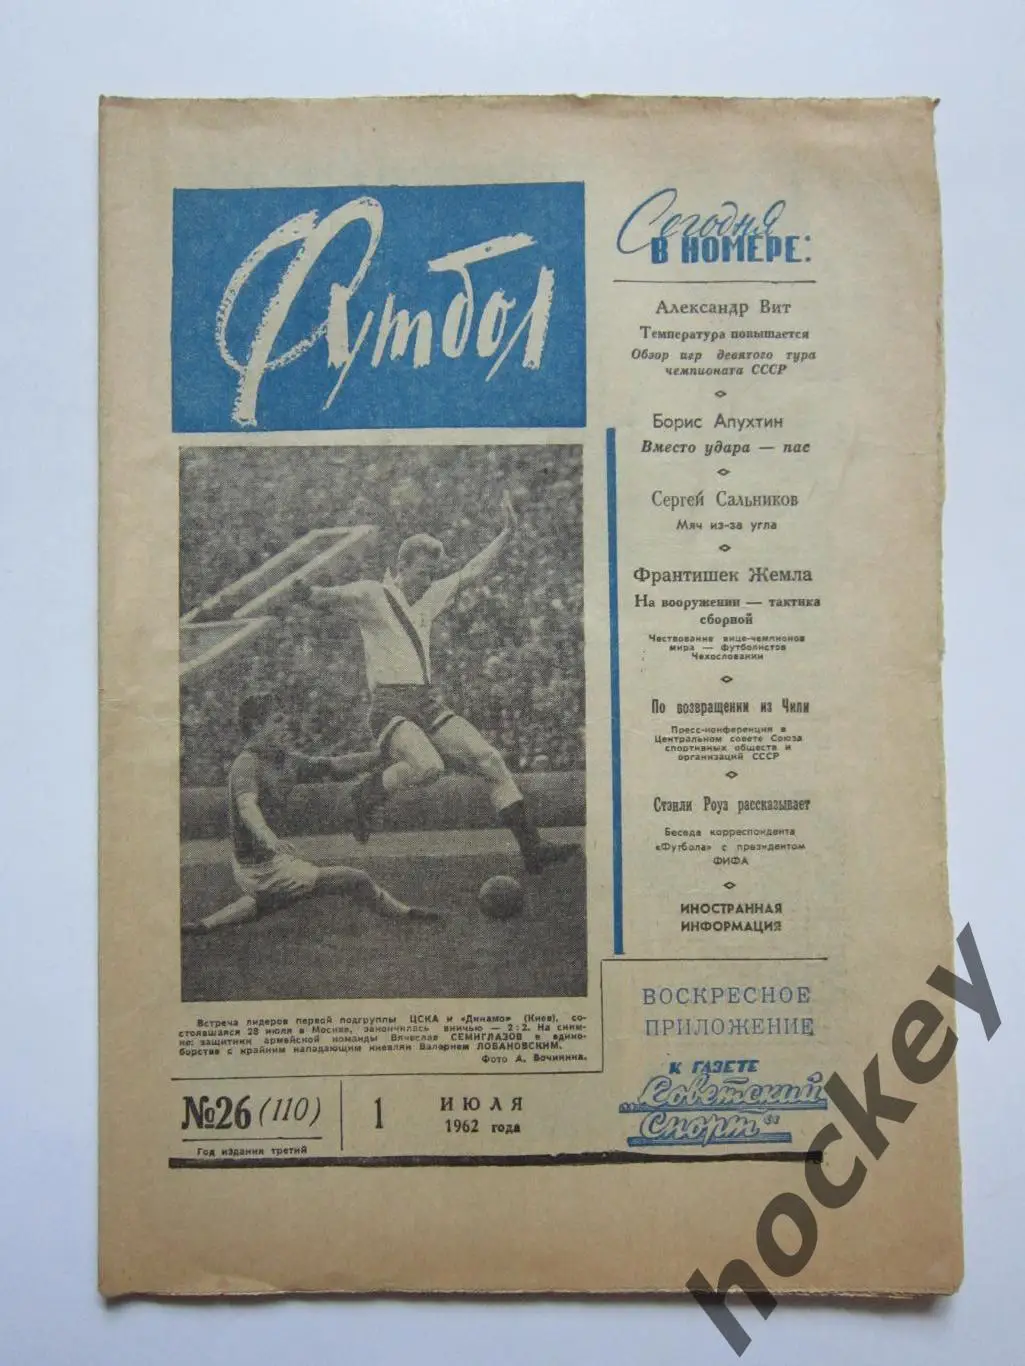 Футбол
Сегодня
В НОМЕРЕ:
Александр Вит
Температура повышается
Обзор игр девятого тура
чемпионата СССР
Борис Апухтин
Вместо удара — пас
Сергей Сальников
Мяч из-за угла
Франтишек Жемла
На вооружении — тактика
сборной
Чествование вице-чемпионов
мира — футболистов
Чехословакии
По возвращении из Чили
Пресс-конференция в
Центральном совете Союза
спортивных обществ и
организаций СССР
Стэнли Роуз рассказывает
Беседа корреспондента
«Футбола» с президентом
ФИФА
ИНОСТРАННАЯ
ИНФОРМАЦИЯ
Встреча лидеров первой подгруппы ЦСКА и «Динамо» (Киев), со-
стоявшаяся 28 июля в Москве, закончилась вничью — 2:2. На сним-
ке: защитники армейской команды Вячеслав СЕМИГЛАЗОВ в едино-
борстве с крайним нападающим киевлян Валерием ЛОБАНОВСКИМ.
Фото А. Бочинина.
ВОСКРЕСНОЕ
ПРИЛОЖЕНИЕ
К ГАЗЕТЕ
„Советский
спорт“
№26 (110)
Год издания третий
1
ИЮЛЯ
1962 года
hockey